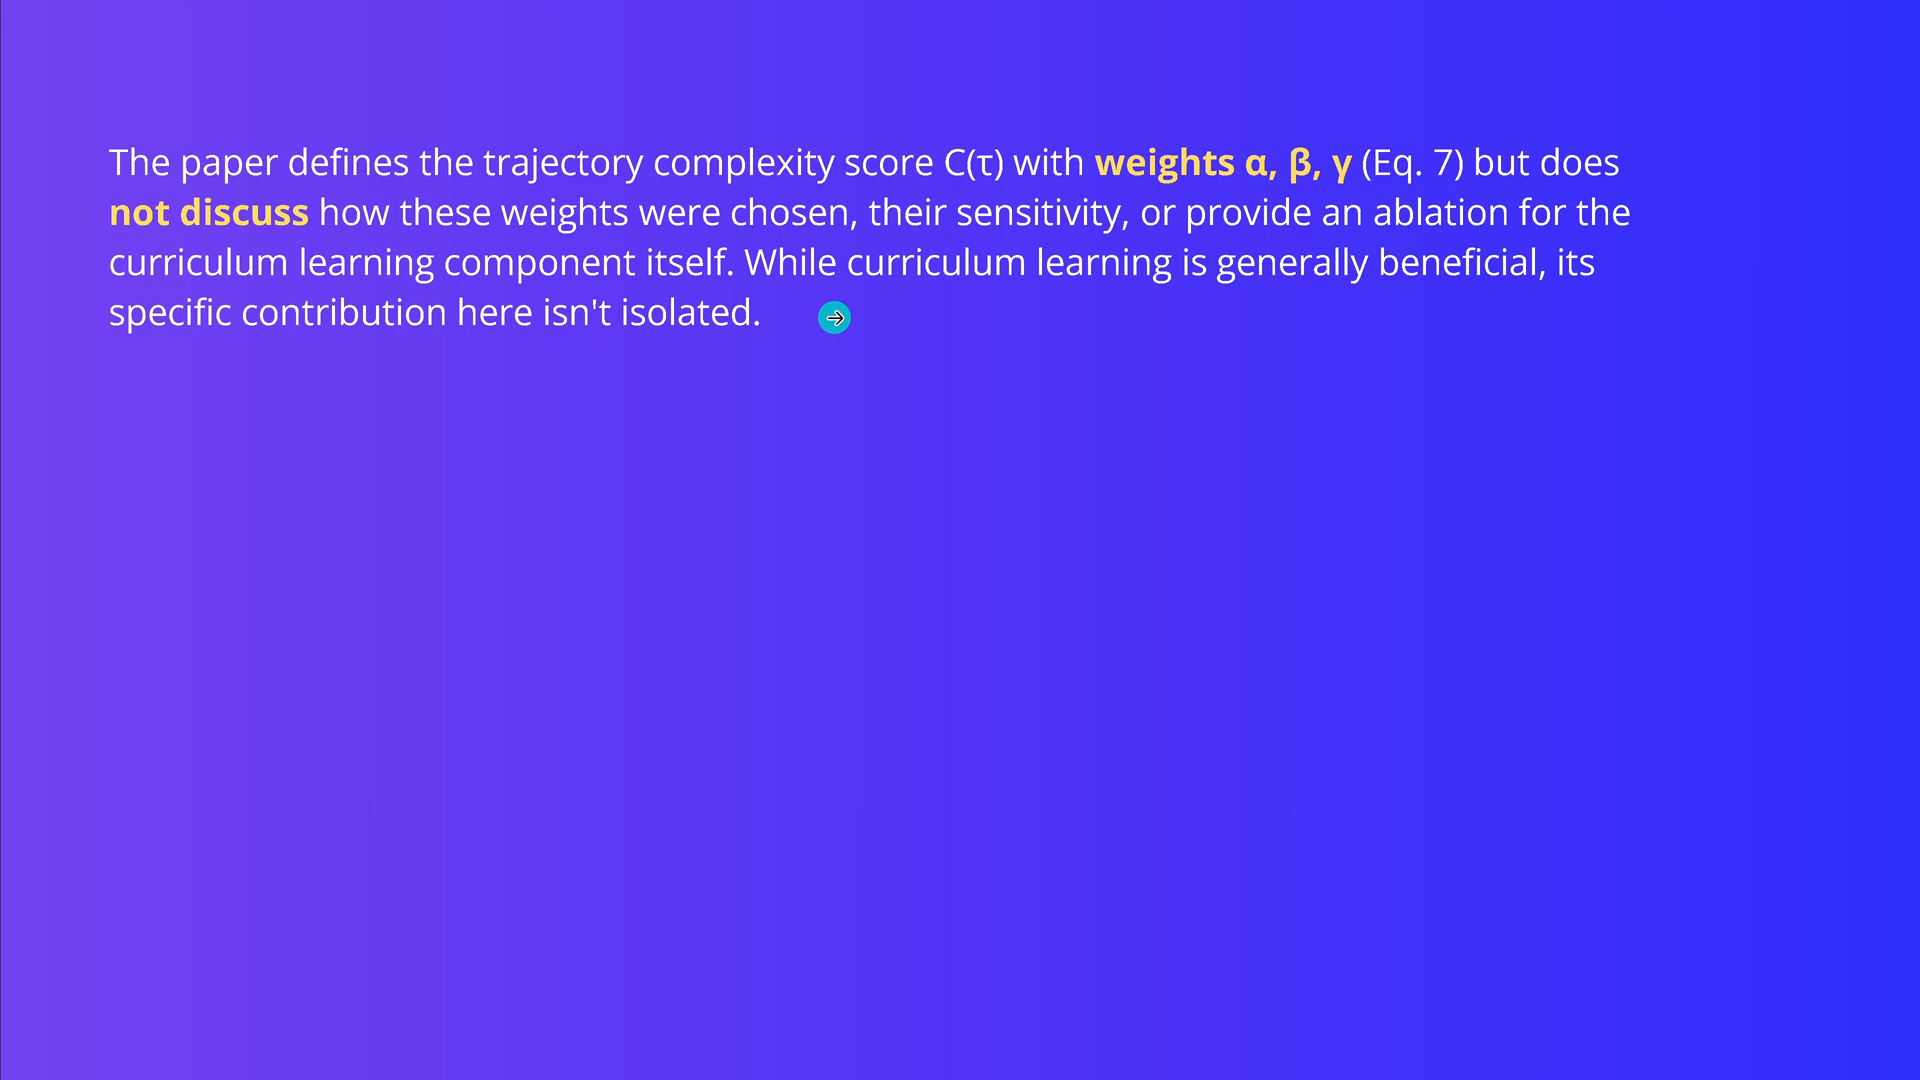 The paper defines the trajectory complexity score C(τ) with weights α, β, γ (Eq. 7) but does
not discuss how these weights were chosen, their sensitivity, or provide an ablation for the
curriculum learning component itself. While curriculum learning is generally beneficial, its
specific contribution here isn't isolated.